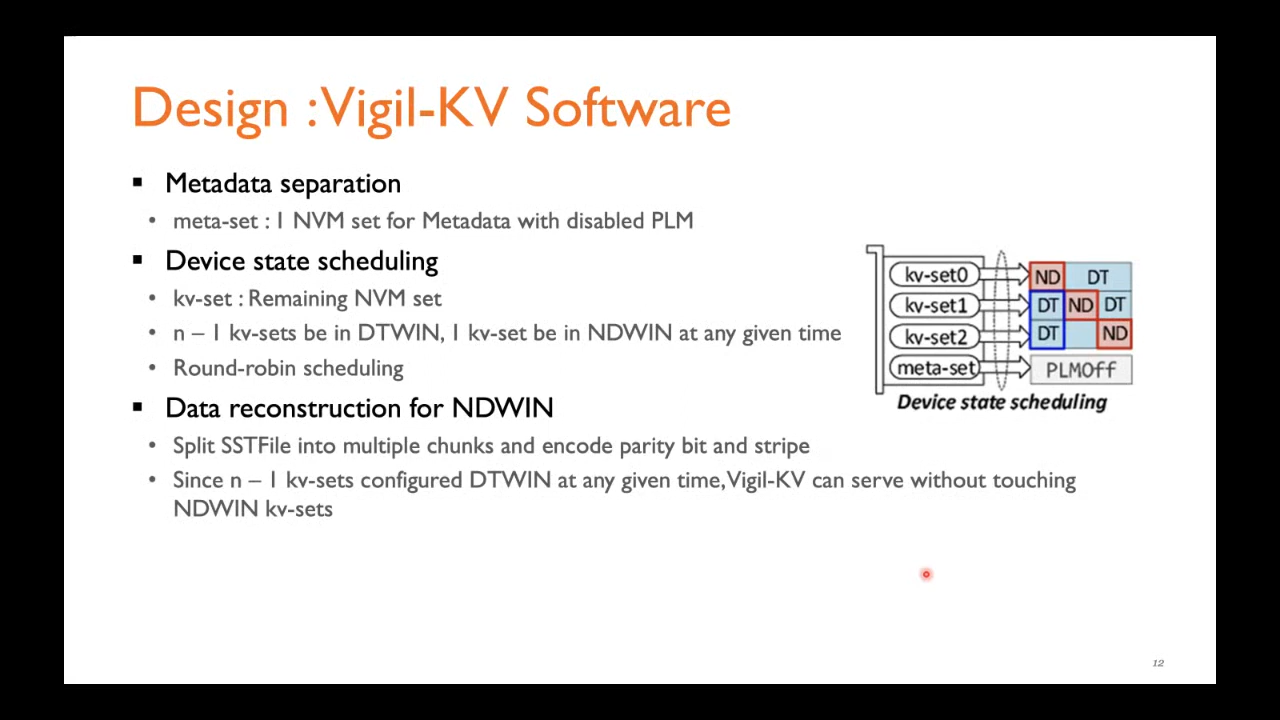 Design : Vigil-KV Software
▪ Metadata separation
• meta-set : 1 NVM set for Metadata with disabled PLM
▪ Device state scheduling
• kv-set : Remaining NVM set
• n – 1 kv-sets be in DTWIN, 1 kv-set be in NDWIN at any given time
• Round-robin scheduling
kv-set0 ND DT
kv-set1 DT ND DT
kv-set2 DT ND
meta-set PLMOff
Device state scheduling
▪ Data reconstruction for NDWIN
• Split SSTFile into multiple chunks and encode parity bit and stripe
• Since n – 1 kv-sets configured DTWIN at any given time, Vigil-KV can serve without touching
NDWIN kv-sets
12